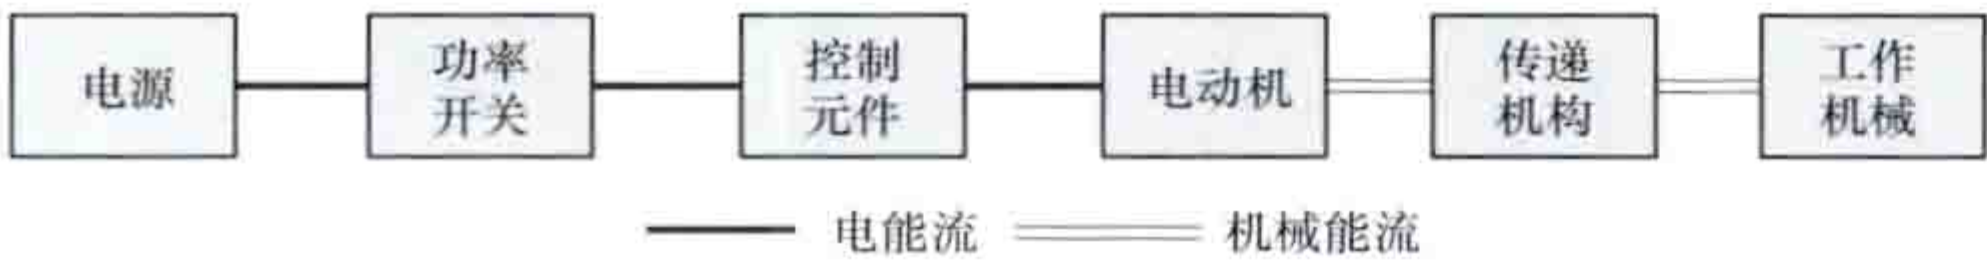 电源
功率
开关
控制
元件
电动机
传递
机构
工作
机械
电能流
机械能流